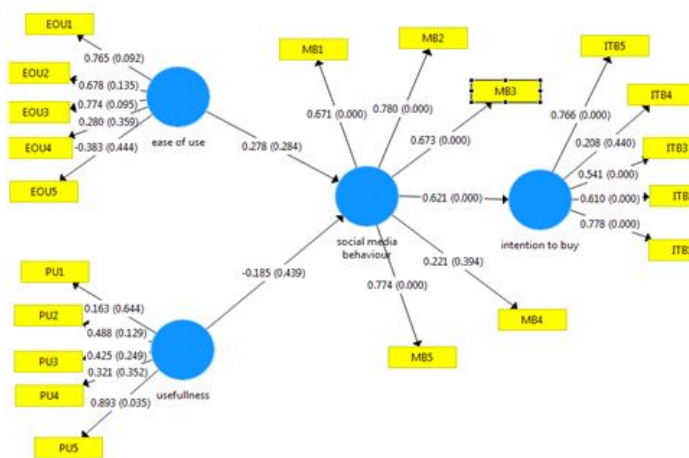 EOU1
EOU2
EOU3
EOU4
EOU5
0.765 (0.092)
0.678 (0.135)
0.774 (0.095)
0.280 (0.359)
-0.383 (0.444)
ease of use
0.278 (0.284)
PU1
PU2
PU3
PU4
PU5
0.163 (0.644)
0.488 (0.129)
0.425 (0.249)
0.321 (0.352)
0.893 (0.035)
usefullness
-0.185 (0.439)
MB1
MB2
MB3
0.671 (0.000)
0.780 (0.000)
0.673 (0.000)
social media
behaviour
0.621 (0.000)
0.221 (0.394)
0.774 (0.000)
MB4
MB5
ITB5
ITB4
ITB3
ITB
ITB
0.766 (0.000)
0.208 (0.440)
0.541 (0.000)
0.610 (0.000)
0.778 (0.000)
intention to buy